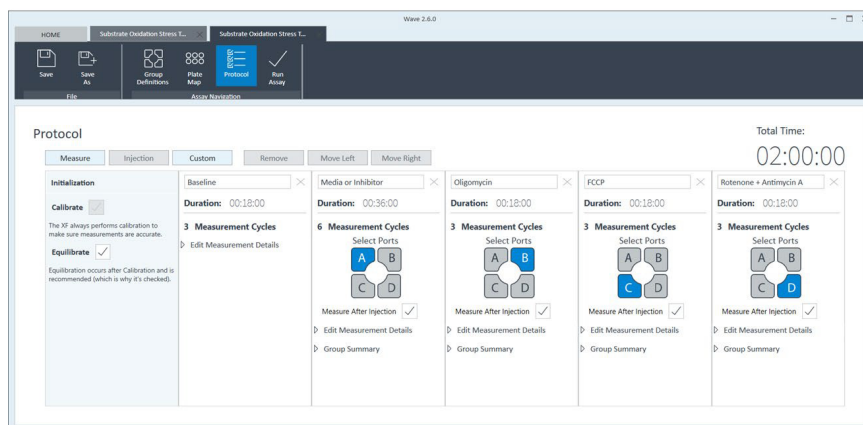 Wave 2.6.0
HOME
Substrate Oxidation Stress T...
Substrate Oxidation Stress T...
Save
Save As
Group Definitions
Plate Map
Protocol
Run Assay
File
Assay Navigation
Protocol
Total Time:
02:00:00
Measure
Injection
Custom
Remove
Move Left
Move Right
Initialization
Calibrate
The XF always performs calibration to
make sure measurements are accurate.
Equilibrate
Equilibration occurs after Calibration and is
recommended (which is why it's checked).
Baseline
Duration: 00:18:00
3 Measurement Cycles
Edit Measurement Details
Media or Inhibitor
Duration: 00:36:00
6 Measurement Cycles
Select Ports
A B
C D
Measure After Injection
Edit Measurement Details
Group Summary
Oligomycin
Duration: 00:18:00
3 Measurement Cycles
Select Ports
A B
C D
Measure After Injection
Edit Measurement Details
Group Summary
FCCP
Duration: 00:18:00
3 Measurement Cycles
Select Ports
A B
C D
Measure After Injection
Edit Measurement Details
Group Summary
Rotenone + Antimycin A
Duration: 00:18:00
3 Measurement Cycles
Select Ports
A B
C D
Measure After Injection
Edit Measurement Details
Group Summary